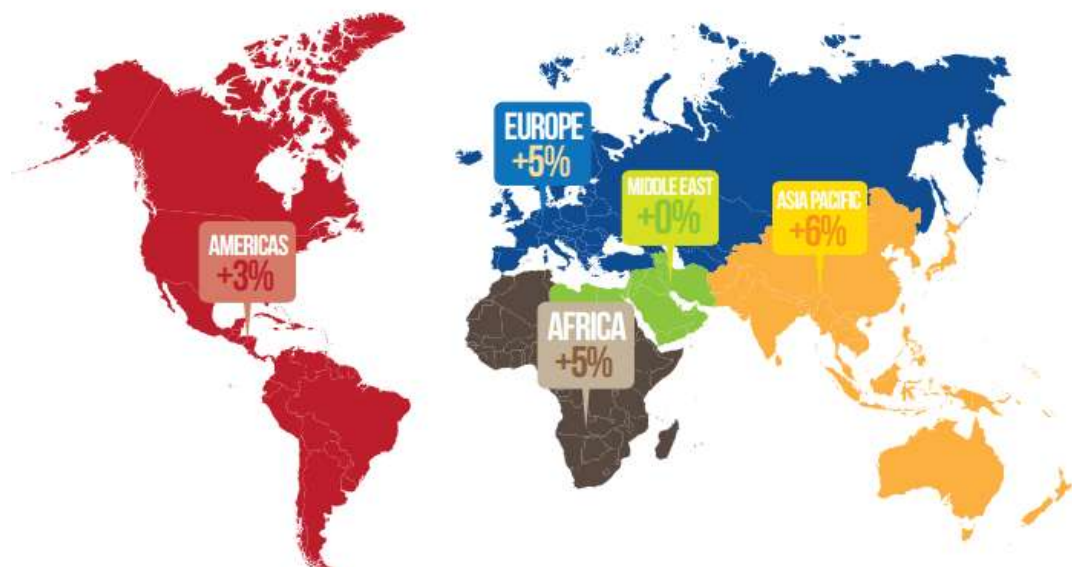 EUROPE
+5%
MIDDLE EAST
+0%
ASIA PACIFIC
+6%
AMERICAS
+3%
AFRICA
+5%